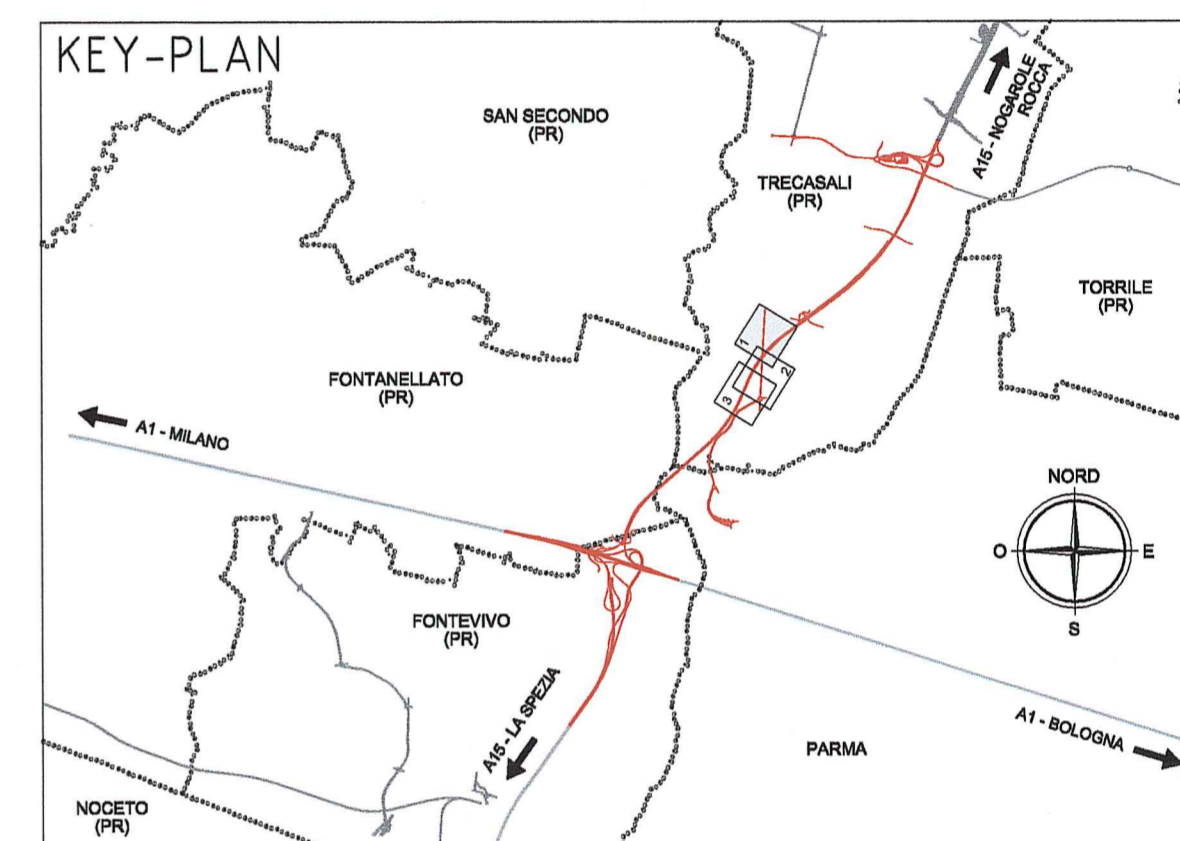 KEY-PLAN
SAN SECONDO
(PR)
A15 - NOGAROLE
ROCCA
TRECASALI
(PR)
TORRILE
(PR)
1
2
3
FONTANELLATO
(PR)
A1 - MILANO
NORD
O
E
S
FONTEVIVO
(PR)
A15 - LA SPEZIA
A1 - BOLOGNA
PARMA
NOCETO
(PR)